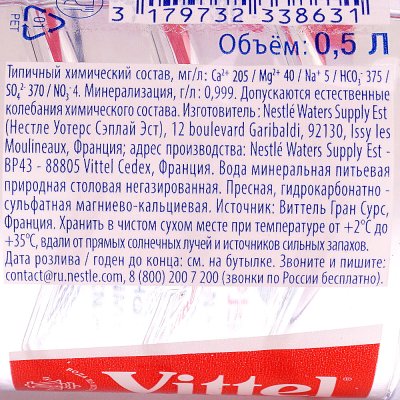 3 179732 338631
PET
Объём: 0,5 Л
Типичный химический состав, мг/л: Ca²⁺ 205 / Mg²⁺ 40 / Na⁺ 5 / HCO₃⁻ 375 /
SO₄²⁻ 370 / NO₃⁻ 4. Минерализация, г/л: 0,999. Допускаются естественные
колебания химического состава. Изготовитель: Nestlé Waters Supply Est
(Нестле Уотерс Сэплай Эст), 12 boulevard Garibaldi, 92130, Issy les
Moulineaux, Франция; адрес производства: Nestlé Waters Supply Est -
BP43 - 88805 Vittel Cedex, Франция. Вода минеральная питьевая
природная столовая негазированная. Пресная, гидрокарбонатно -
сульфатная магниево-кальциевая. Источник: Виттель Гран Сурс,
Франция. Хранить в чистом сухом месте при температуре от +2°С до
+35°С, вдали от прямых солнечных лучей и источников сильных запахов.
Дата розлива / годен до конца: см. на бутылке. Звоните и пишите:
contact@ru.nestle.com, 8 (800) 200 7 200 (звонки по России бесплатно).
Vittel